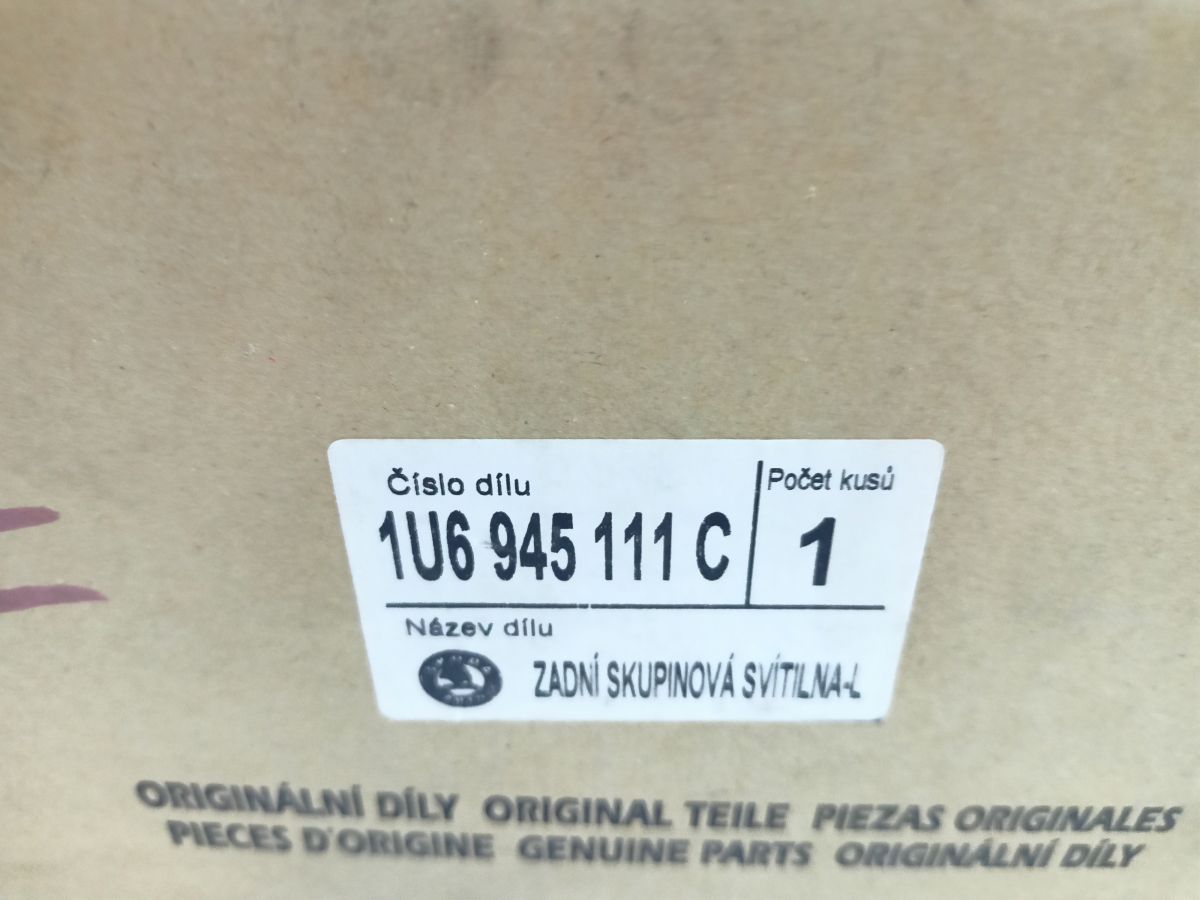 Číslo dílu
Počet kusů
1U6 945 111 C
1
Název dílu
ZADNÍ SKUPINOVÁ SVÍTILNA-L
ORIGINÁLNÍ DÍLY ORIGINAL TEILE PIEZAS ORIGINALES
PIECES D'ORIGINE GENUINE PARTS ORIGINÁLNÍ DÍLY